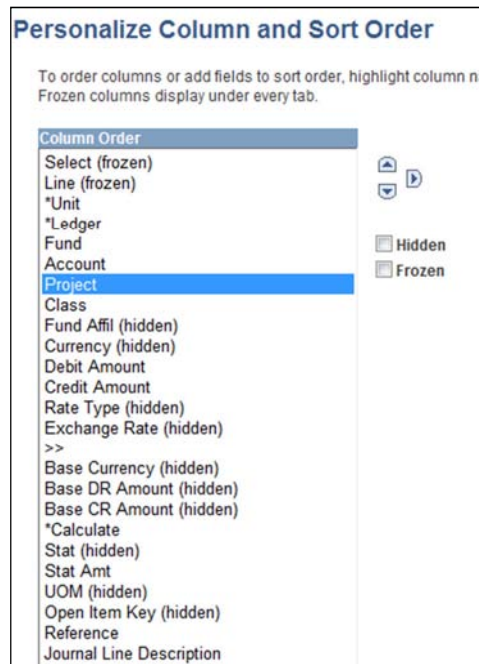 Personalize Column and Sort Order
To order columns or add fields to sort order, highlight column n
Frozen columns display under every tab.
Column Order
Select (frozen)
Line (frozen)
*Unit
*Ledger
Fund
Account
Project
Class
Fund Affil (hidden)
Currency (hidden)
Debit Amount
Credit Amount
Rate Type (hidden)
Exchange Rate (hidden)
>>
Base Currency (hidden)
Base DR Amount (hidden)
Base CR Amount (hidden)
*Calculate
Stat (hidden)
Stat Amt
UOM (hidden)
Open Item Key (hidden)
Reference
Journal Line Description
Hidden
Frozen